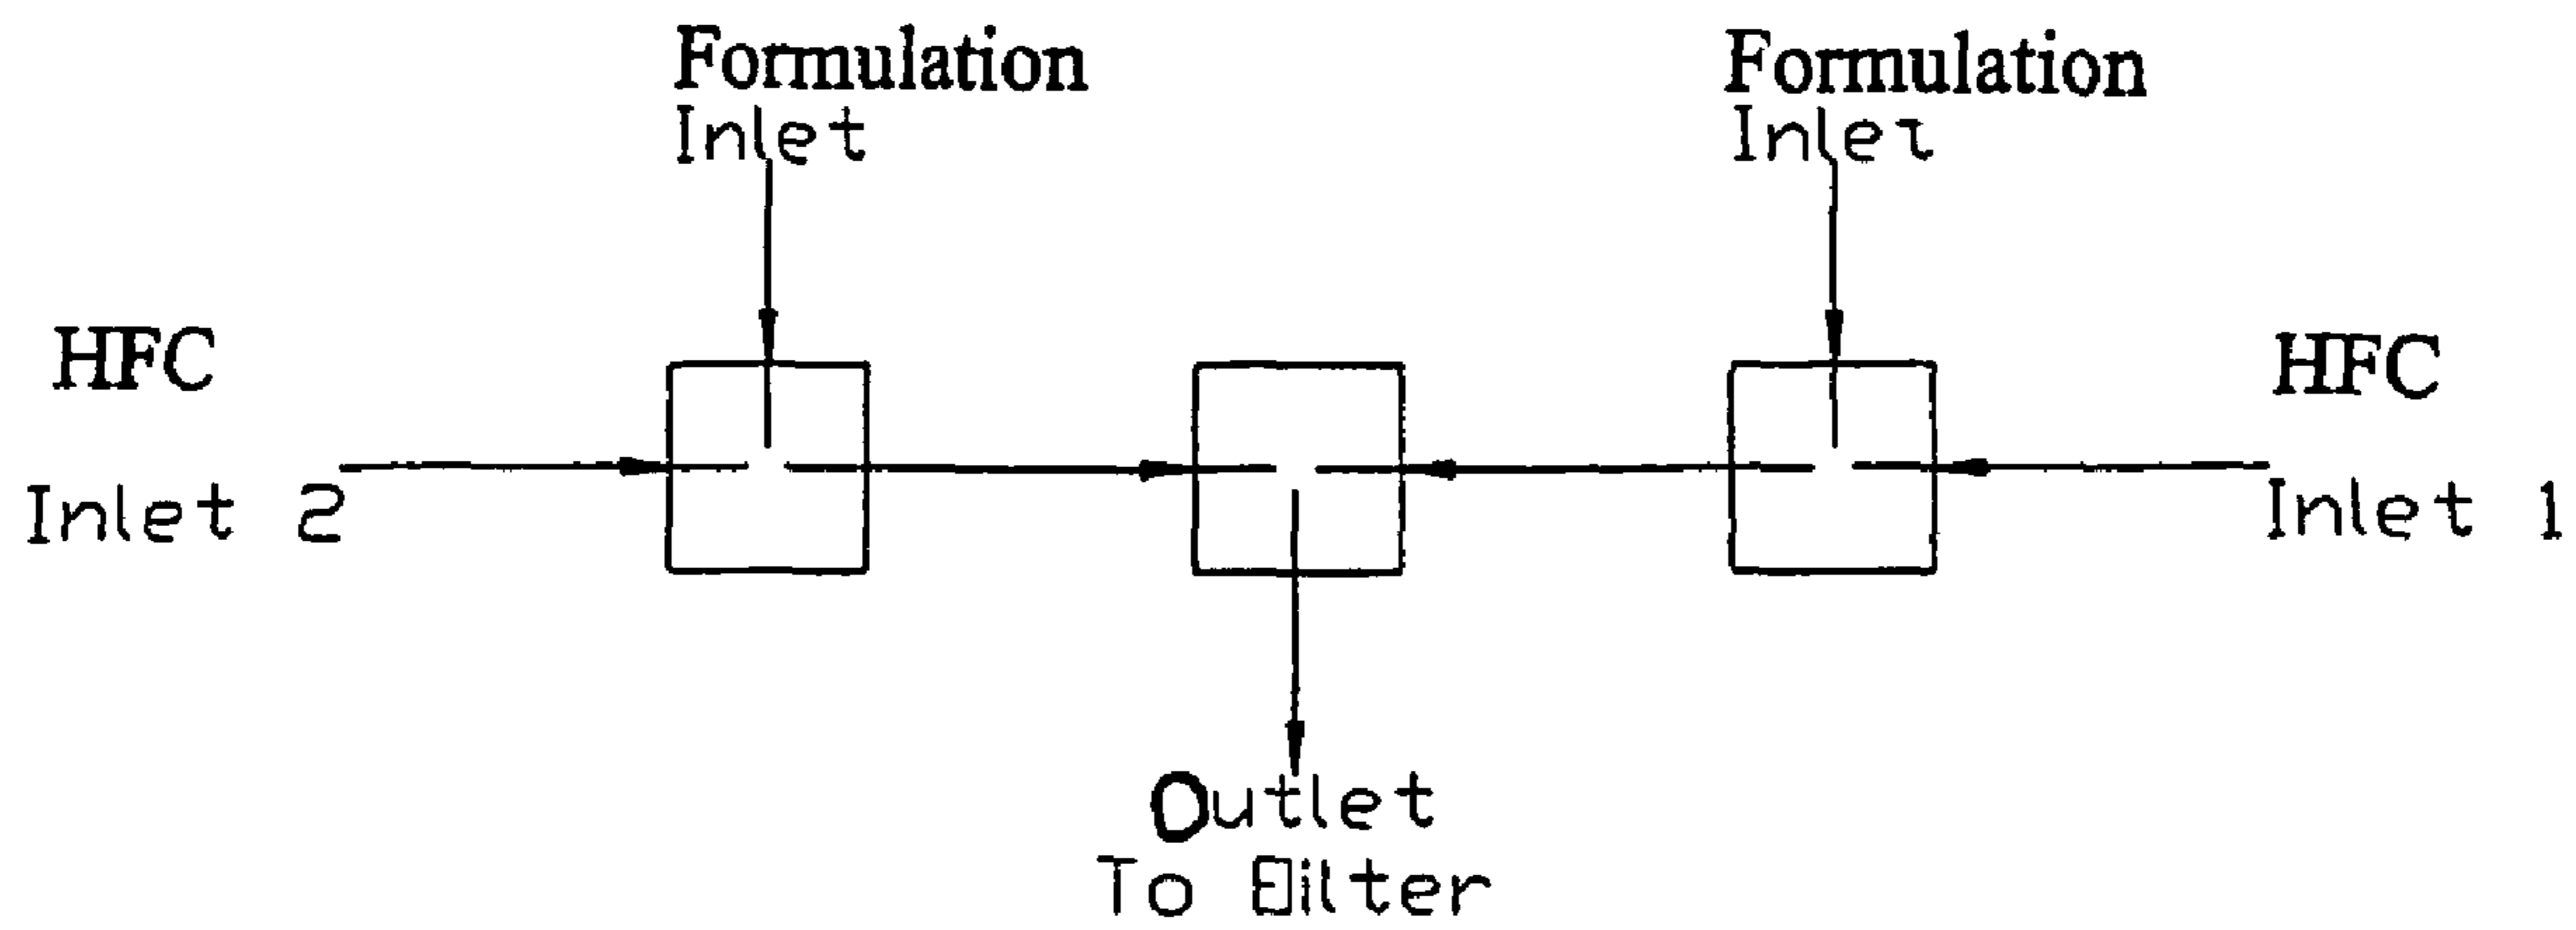 Formulation
Inlet
Formulation
Inlet
HFC
Inlet 2
HFC
Inlet 1
Outlet
To Filter